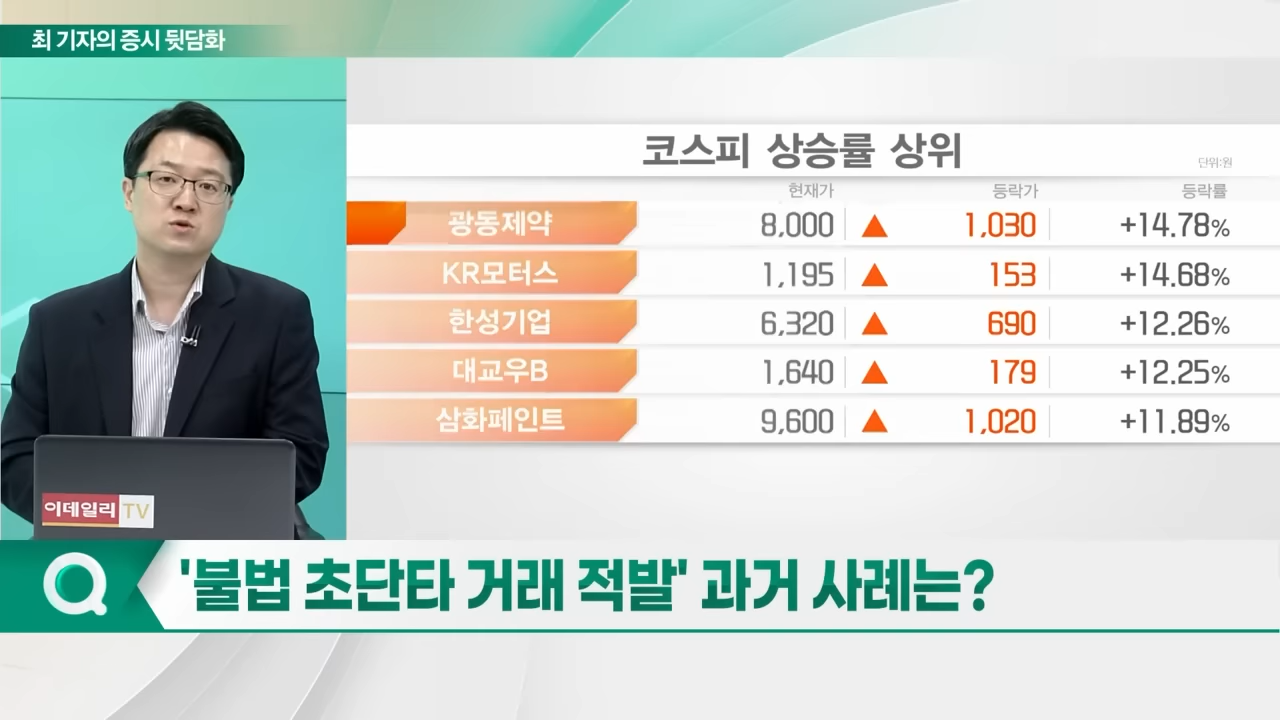 최 기자의 증시 뒷담화
코스피 상승률 상위
단위:원
현재가 등락가 등락률
광동제약 8,000 ▲ 1,030 +14.78%
KR모터스 1,195 ▲ 153 +14.68%
한성기업 6,320 ▲ 690 +12.26%
대교우B 1,640 ▲ 179 +12.25%
삼화페인트 9,600 ▲ 1,020 +11.89%
이데일리 TV
'불법 초단타 거래 적발' 과거 사례는?